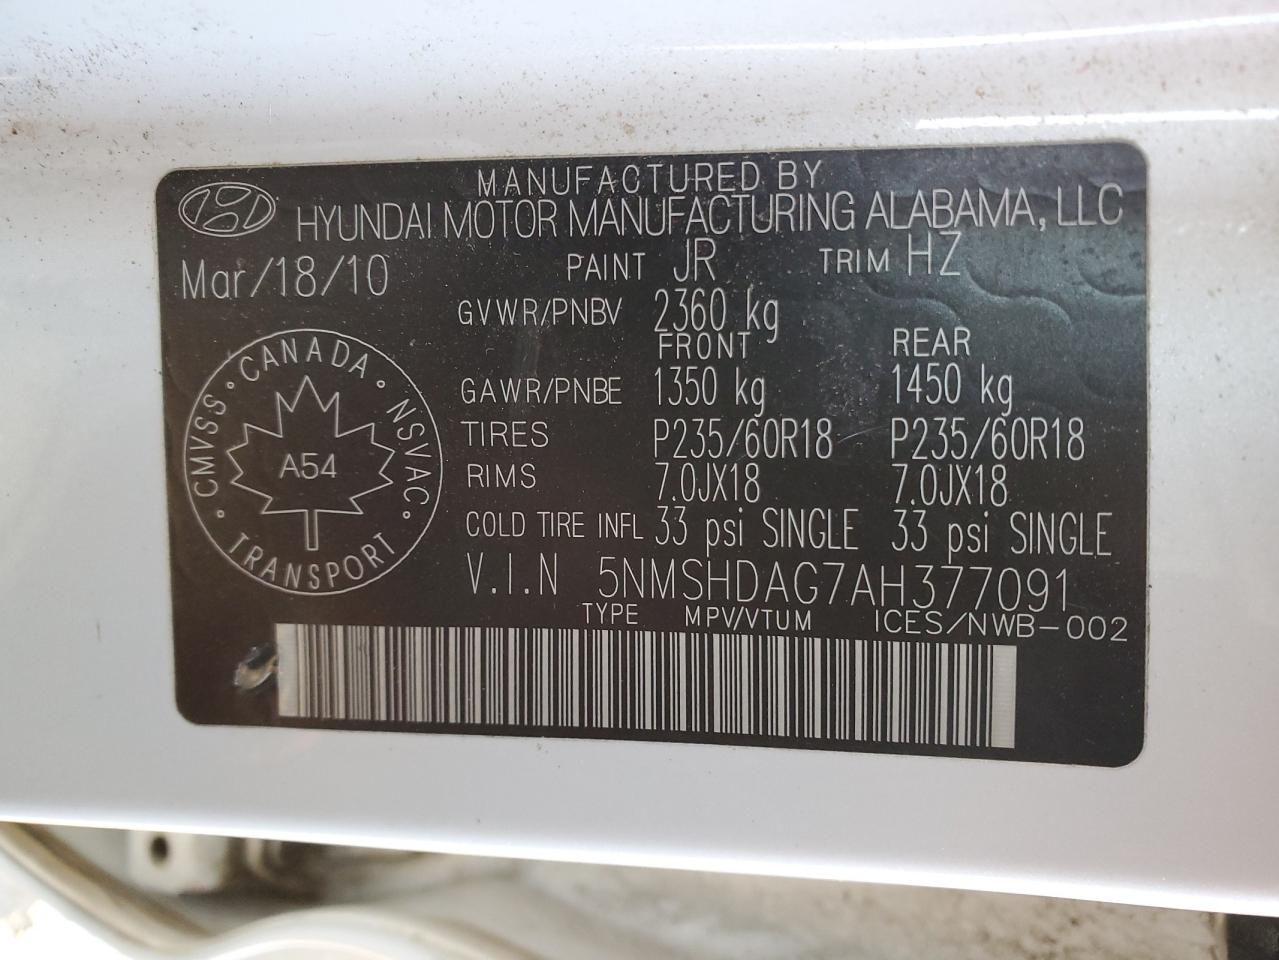 MANUFACTURED BY
HYUNDAI MOTOR MANUFACTURING ALABAMA, LLC
Mar/18/10 PAINT JR TRIM HZ
GVWR/PNBV 2360 kg
FRONT REAR
GAWR/PNBE 1350 kg 1450 kg
TIRES P235/60R18 P235/60R18
RIMS 7.0JX18 7.0JX18
COLD TIRE INFL 33 psi SINGLE 33 psi SINGLE
V.I.N 5NMSHDAG7AH377091
TYPE MPV/VTUM ICES/NWB-002
CMVSS ° CANADA ° NSVAC ° TRANSPORT °
A54